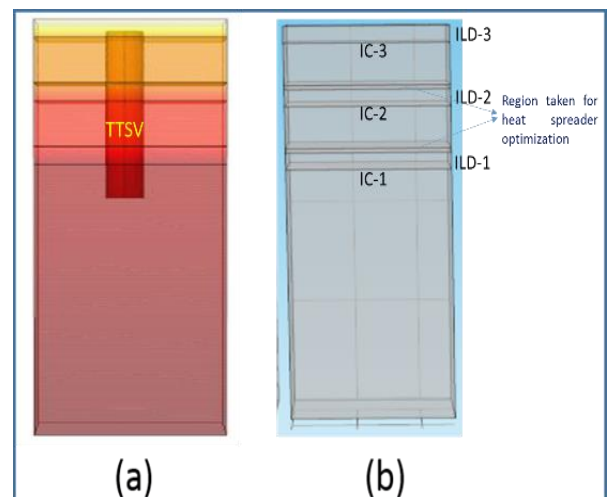 TTSV
ILD-3
IC-3
ILD-2
IC-2
Region taken for
heat spreader
optimization
ILD-1
IC-1
(a)
(b)